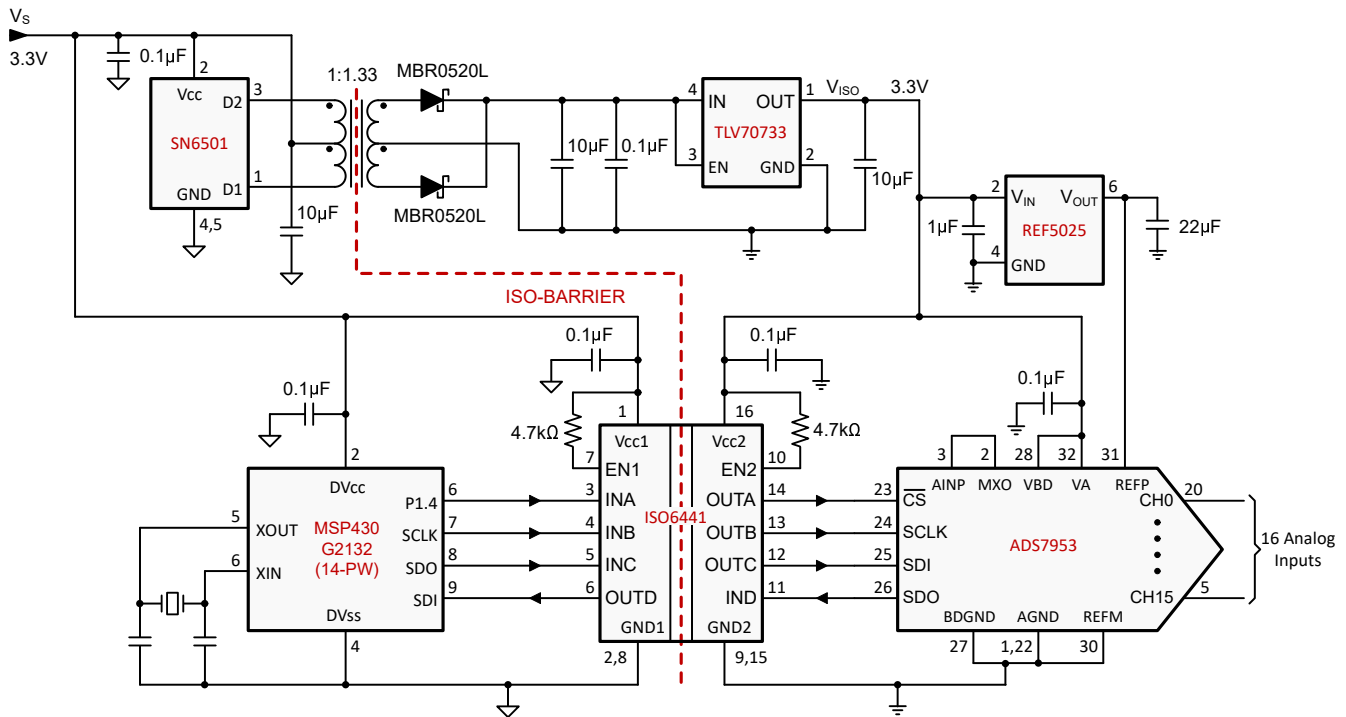 VS
3.3V
0.1µF
2
Vcc
D2
3
SN6501
D1
1
GND
4,5
10µF
1:1.33
MBR0520L
MBR0520L
10µF
0.1µF
4
IN
OUT
1
TLV70733
3
EN
GND
2
VISO
3.3V
10µF
2
VIN
VOUT
6
REF5025
1µF
4
GND
22µF
ISO-BARRIER
0.1µF
0.1µF
0.1µF
0.1µF
4.7kΩ
4.7kΩ
2
DVcc
P1.4
6
5
XOUT
MSP430
G2132
(14-PW)
SCLK
7
6
XIN
SDO
8
SDI
9
DVss
4
1
Vcc1
7
EN1
3
INA
4
INB
5
INC
6
OUTD
GND1
2,8
ISO6441
16
Vcc2
EN2
10
OUTA
14
OUTB
13
OUTC
12
IND
11
GND2
9,15
3
2
28
32
31
AINP
MXO
VBD
VA
REFP
23
CS
24
SCLK
25
SDI
26
SDO
ADS7953
CH0
20
CH15
5
16 Analog
Inputs
BDGND
AGND
REFM
27
1,22
30